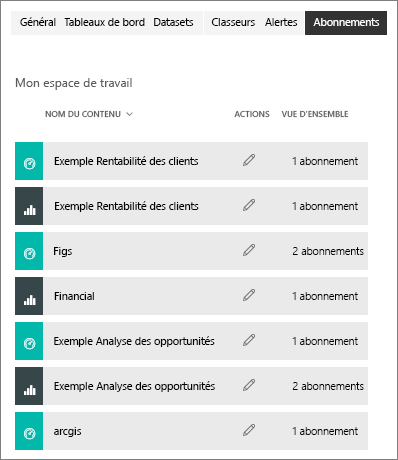 Général Tableaux de bord Datasets Classeurs Alertes Abonnements
Mon espace de travail
NOM DU CONTENU ACTIONS VUE D'ENSEMBLE
Exemple Rentabilité des clients 1 abonnement
Exemple Rentabilité des clients 1 abonnement
Figs 2 abonnements
Financial 1 abonnement
Exemple Analyse des opportunités 1 abonnement
Exemple Analyse des opportunités 2 abonnements
arcgis 1 abonnement